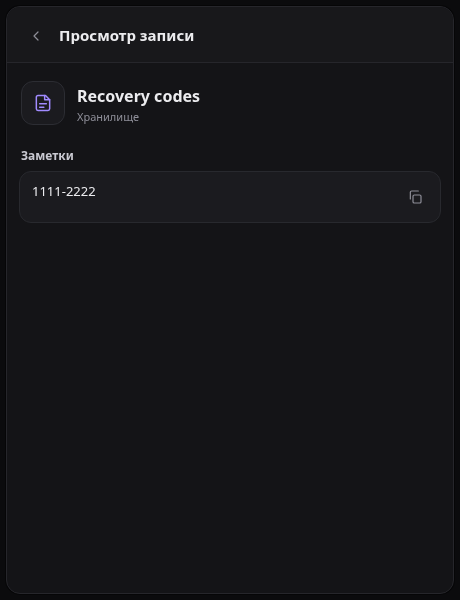 Просмотр записи
Recovery codes
Хранилище
Заметки
1111-2222